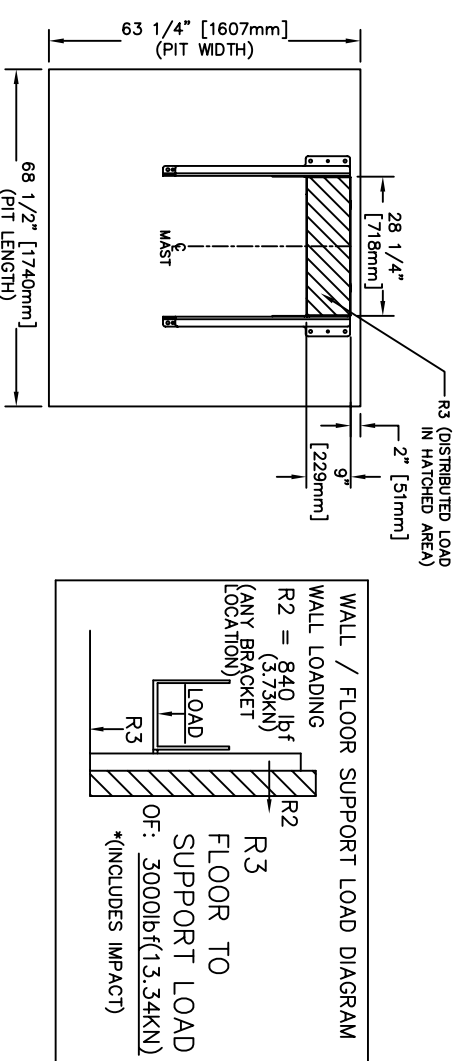 63 1/4" [1607mm]
(PIT WIDTH)
68 1/2" [1740mm]
(PIT LENGTH)
28 1/4"
[718mm]
℄
MAST
R3 (DISTRIBUTED LOAD
IN HATCHED AREA)
2" [51mm]
9"
[229mm]
WALL / FLOOR SUPPORT LOAD DIAGRAM
WALL LOADING
R2 = 840 lbf
(3.73KN)
(ANY BRACKET
LOCATION)
LOAD
R3
R2
R3
FLOOR TO
SUPPORT LOAD
OF: 3000lbf(13.34KN)
*(INCLUDES IMPACT)